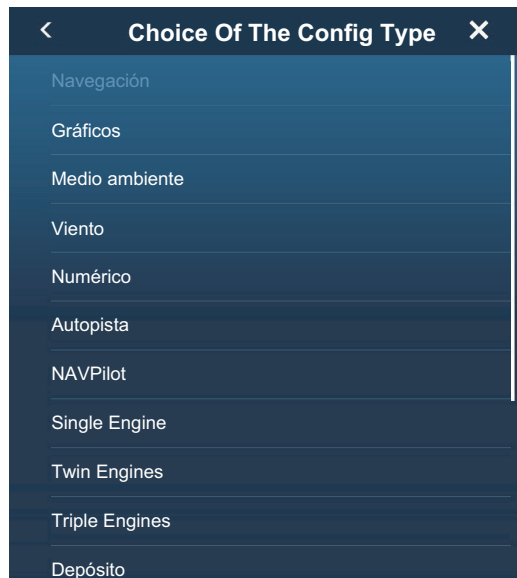 Choice Of The Config Type
Navegación
Gráficos
Medio ambiente
Viento
Numérico
Autopista
NAVPilot
Single Engine
Twin Engines
Triple Engines
Depósito